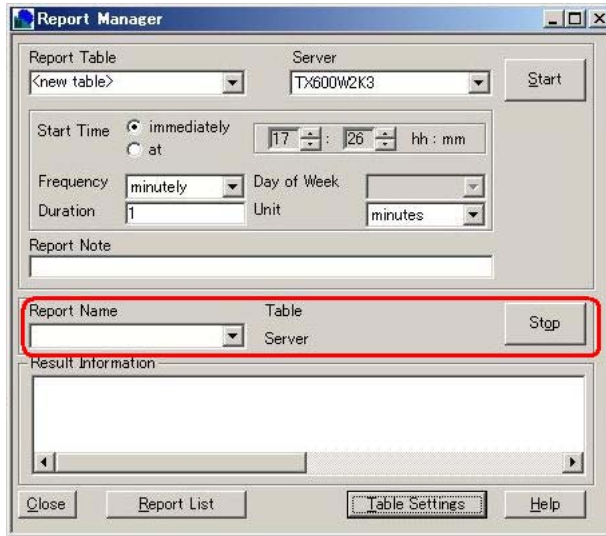 Report Manager
Report Table Server
<new table> TX600W2K3 Start
Start Time immediately
at
17 : 26 hh : mm
Frequency minutely Day of Week
Duration 1 Unit minutes
Report Note
Report Name Table
Server
Stop
Result Information
Close Report List Table Settings Help